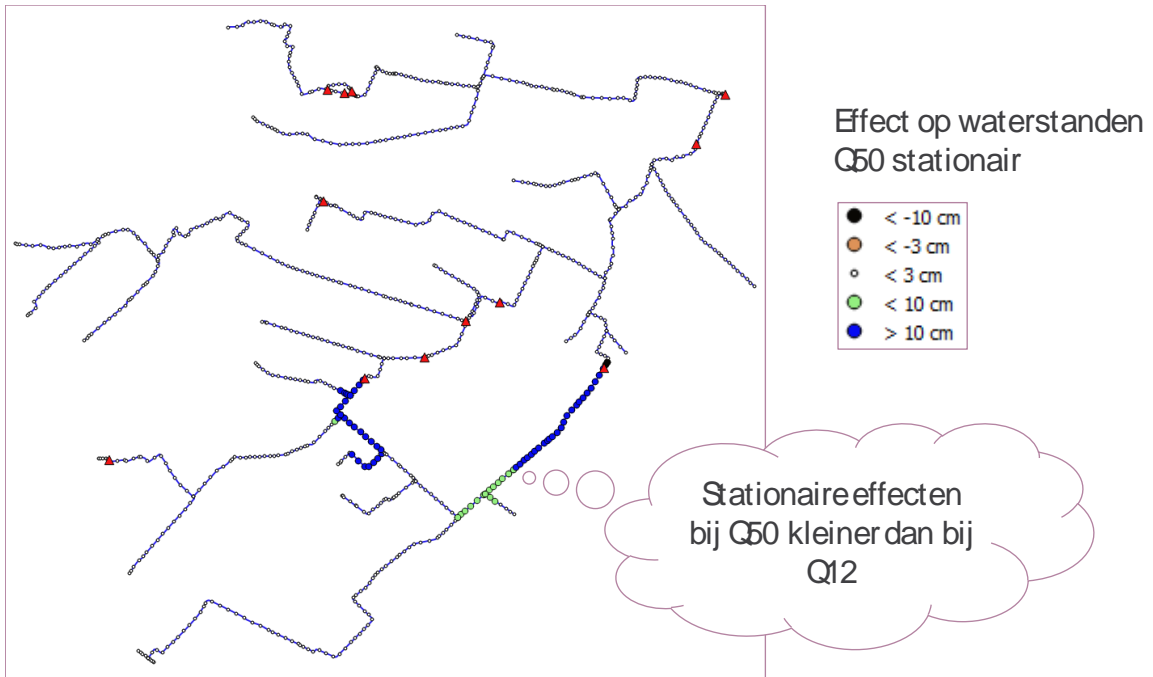 Effect op waterstanden
Q50 stationair
< -10 cm
< -3 cm
< 3 cm
< 10 cm
> 10 cm
Stationaire effecten
bij Q50 kleiner dan bij
Q12